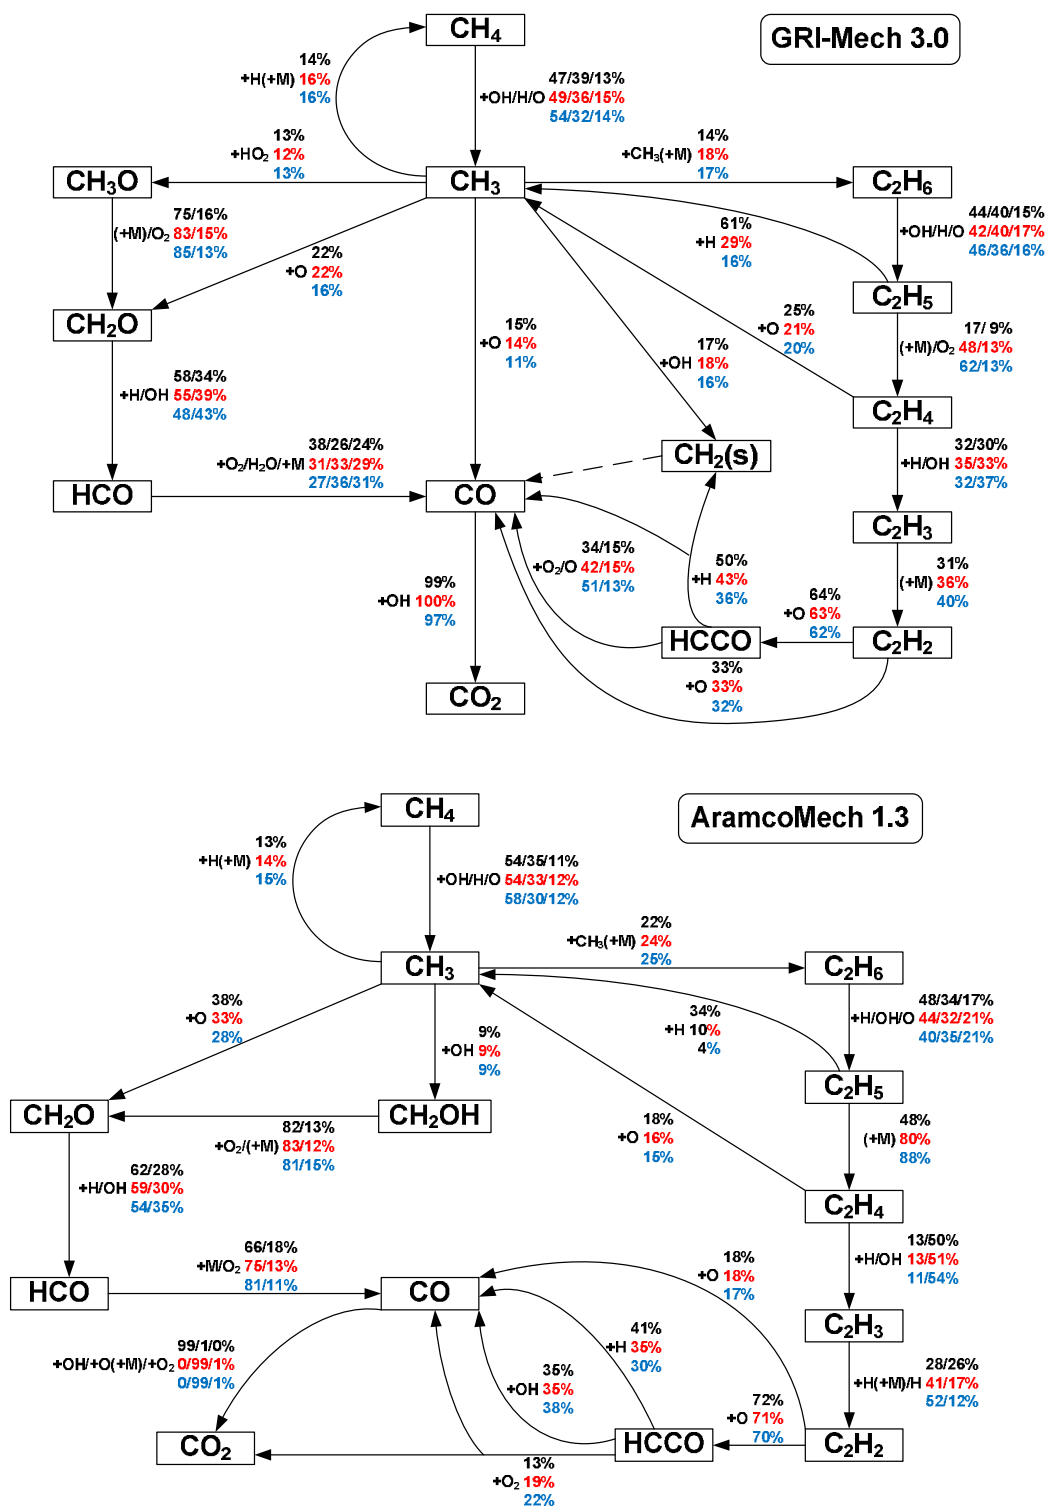 CH4
GRI-Mech 3.0
14%
+H(+M) 16%
16%
47/39/13%
+OH/H/O 49/36/15%
54/32/14%
13%
+HO2 12%
13%
14%
+CH3(+M) 18%
17%
CH3O
CH3
C2H6
75/16%
(+M)/O2 83/15%
85/13%
22%
+O 22%
16%
61%
+H 29%
16%
44/40/15%
+OH/H/O 42/40/17%
46/36/16%
CH2O
C2H5
15%
+O 14%
11%
17%
+OH 18%
16%
25%
+O 21%
20%
17/ 9%
(+M)/O2 48/13%
62/13%
58/34%
+H/OH 55/39%
48/43%
C2H4
38/26/24%
+O2/H2O/+M 31/33/29%
27/36/31%
CH2(s)
32/30%
+H/OH 35/33%
32/37%
HCO
CO
C2H3
99%
+OH 100%
97%
34/15%
+O2/O 42/15%
51/13%
50%
+H 43%
36%
64%
+O 63%
62%
31%
(+M) 36%
40%
HCCO
C2H2
33%
+O 33%
32%
CO2
CH4
AramcoMech 1.3
13%
+H(+M) 14%
15%
54/35/11%
+OH/H/O 54/33/12%
58/30/12%
22%
+CH3(+M) 24%
25%
CH3
C2H6
38%
+O 33%
28%
9%
+OH 9%
9%
34%
+H 10%
4%
48/34/17%
+H/OH/O 44/32/21%
40/35/21%
C2H5
CH2O
CH2OH
82/13%
+O2/(+M) 83/12%
81/15%
18%
+O 16%
15%
48%
(+M) 80%
88%
62/28%
+H/OH 59/30%
54/35%
C2H4
66/18%
+M/O2 75/13%
81/11%
18%
+O 18%
17%
13/50%
+H/OH 13/51%
11/54%
HCO
CO
C2H3
99/1/0%
+OH/+O(+M)/+O2 0/99/1%
0/99/1%
35%
+OH 35%
38%
41%
+H 35%
30%
72%
+O 71%
70%
28/26%
+H(+M)/H 41/17%
52/12%
CO2
HCCO
C2H2
13%
+O2 19%
22%